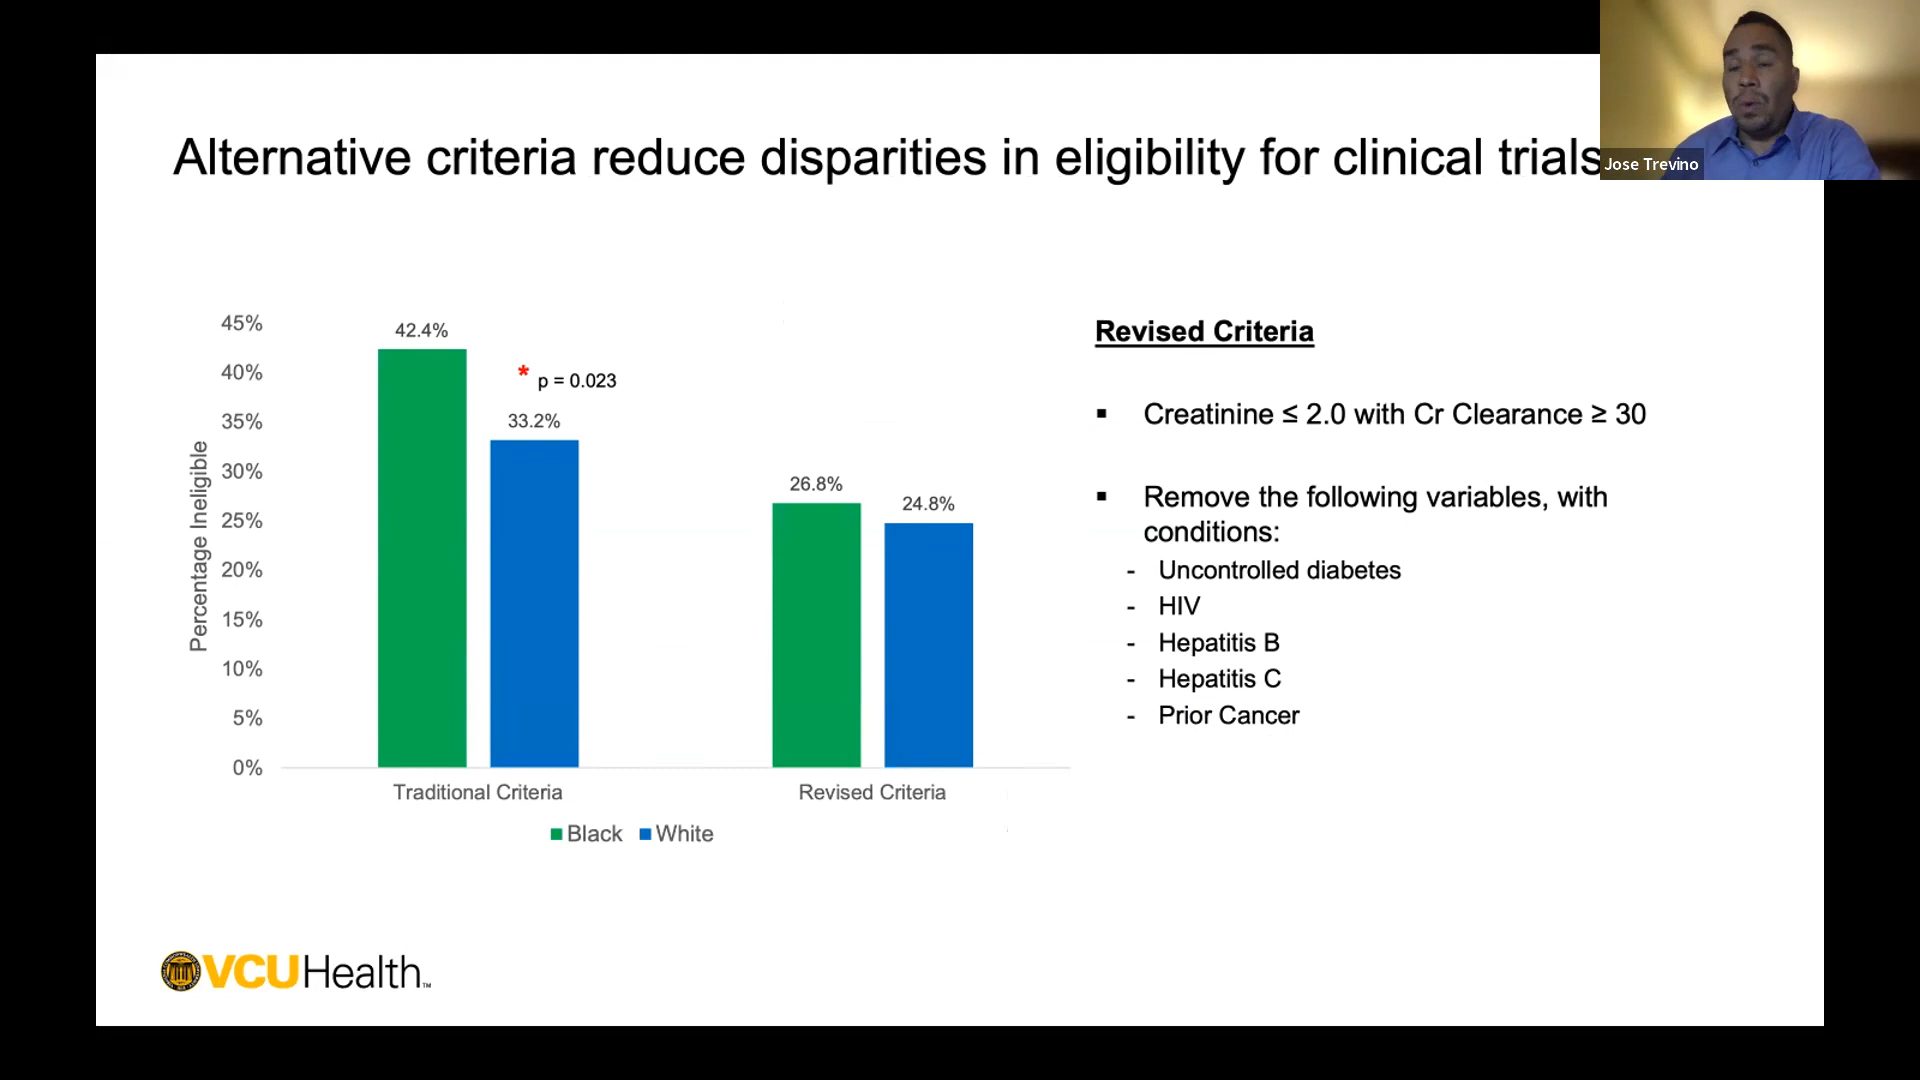 Alternative criteria reduce disparities in eligibility for clinical trials
Jose Trevino
45%
40%
35%
30%
25%
20%
15%
10%
5%
0%
Percentage Ineligible
42.4%
* p = 0.023
33.2%
26.8%
24.8%
Traditional Criteria
Revised Criteria
Black White
Revised Criteria
▪ Creatinine ≤ 2.0 with Cr Clearance ≥ 30
▪ Remove the following variables, with
conditions:
- Uncontrolled diabetes
- HIV
- Hepatitis B
- Hepatitis C
- Prior Cancer
VCUHealth™